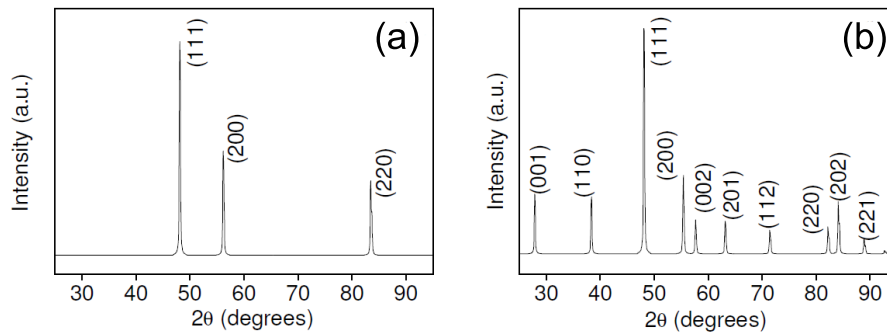 (a)
(111)
(200)
(220)
Intensity (a.u.)
30 40 50 60 70 80 90
2θ (degrees)
(b)
(001)
(110)
(111)
(200)
(002)
(201)
(112)
(220)
(202)
(221)
Intensity (a.u.)
30 40 50 60 70 80 90
2θ (degrees)